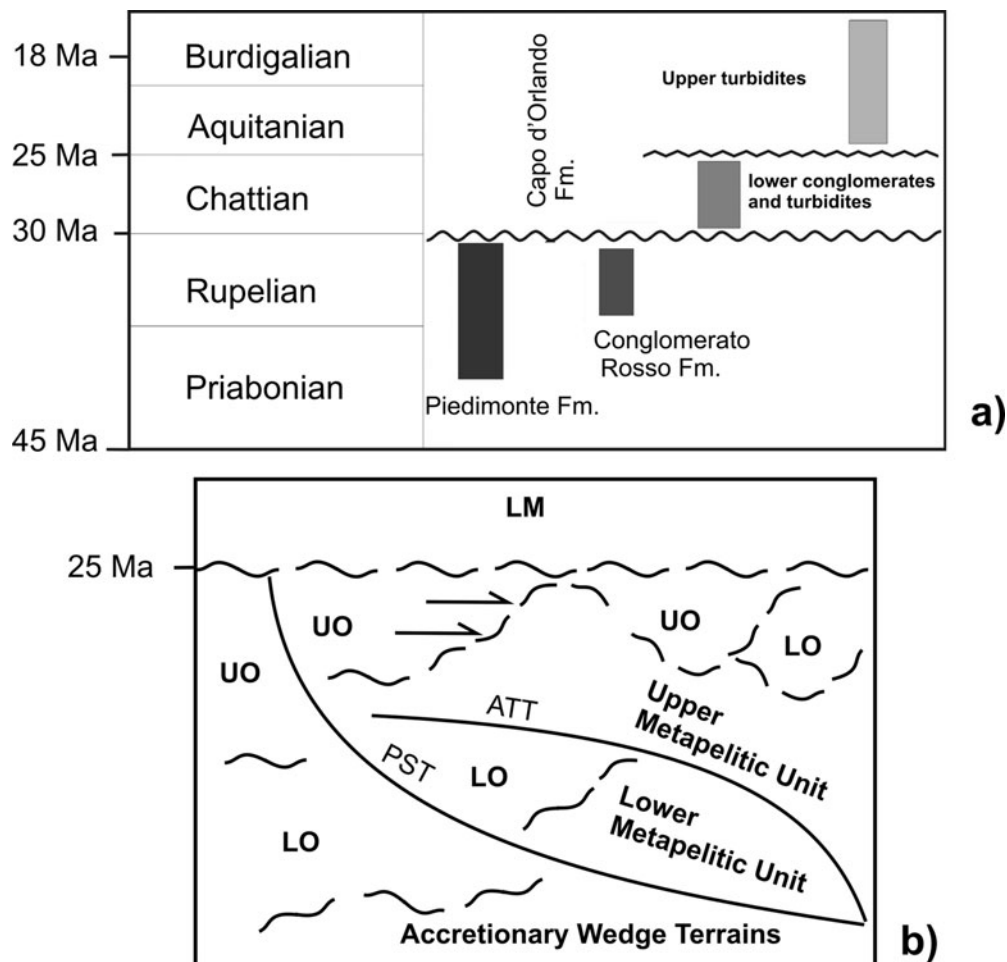 18 Ma
Burdigalian
Aquitanian
25 Ma
Chattian
30 Ma
Rupelian
Priabonian
45 Ma
Capo d'Orlando
Fm.
Upper turbidites
lower conglomerates
and turbidites
Conglomerato
Rosso Fm.
Piedimonte Fm.
a)
LM
25 Ma
UO
UO
LO
UO
ATT
Upper
Metapelitic Unit
PST
LO
Lower
Metapelitic Unit
LO
Accretionary Wedge Terrains
b)